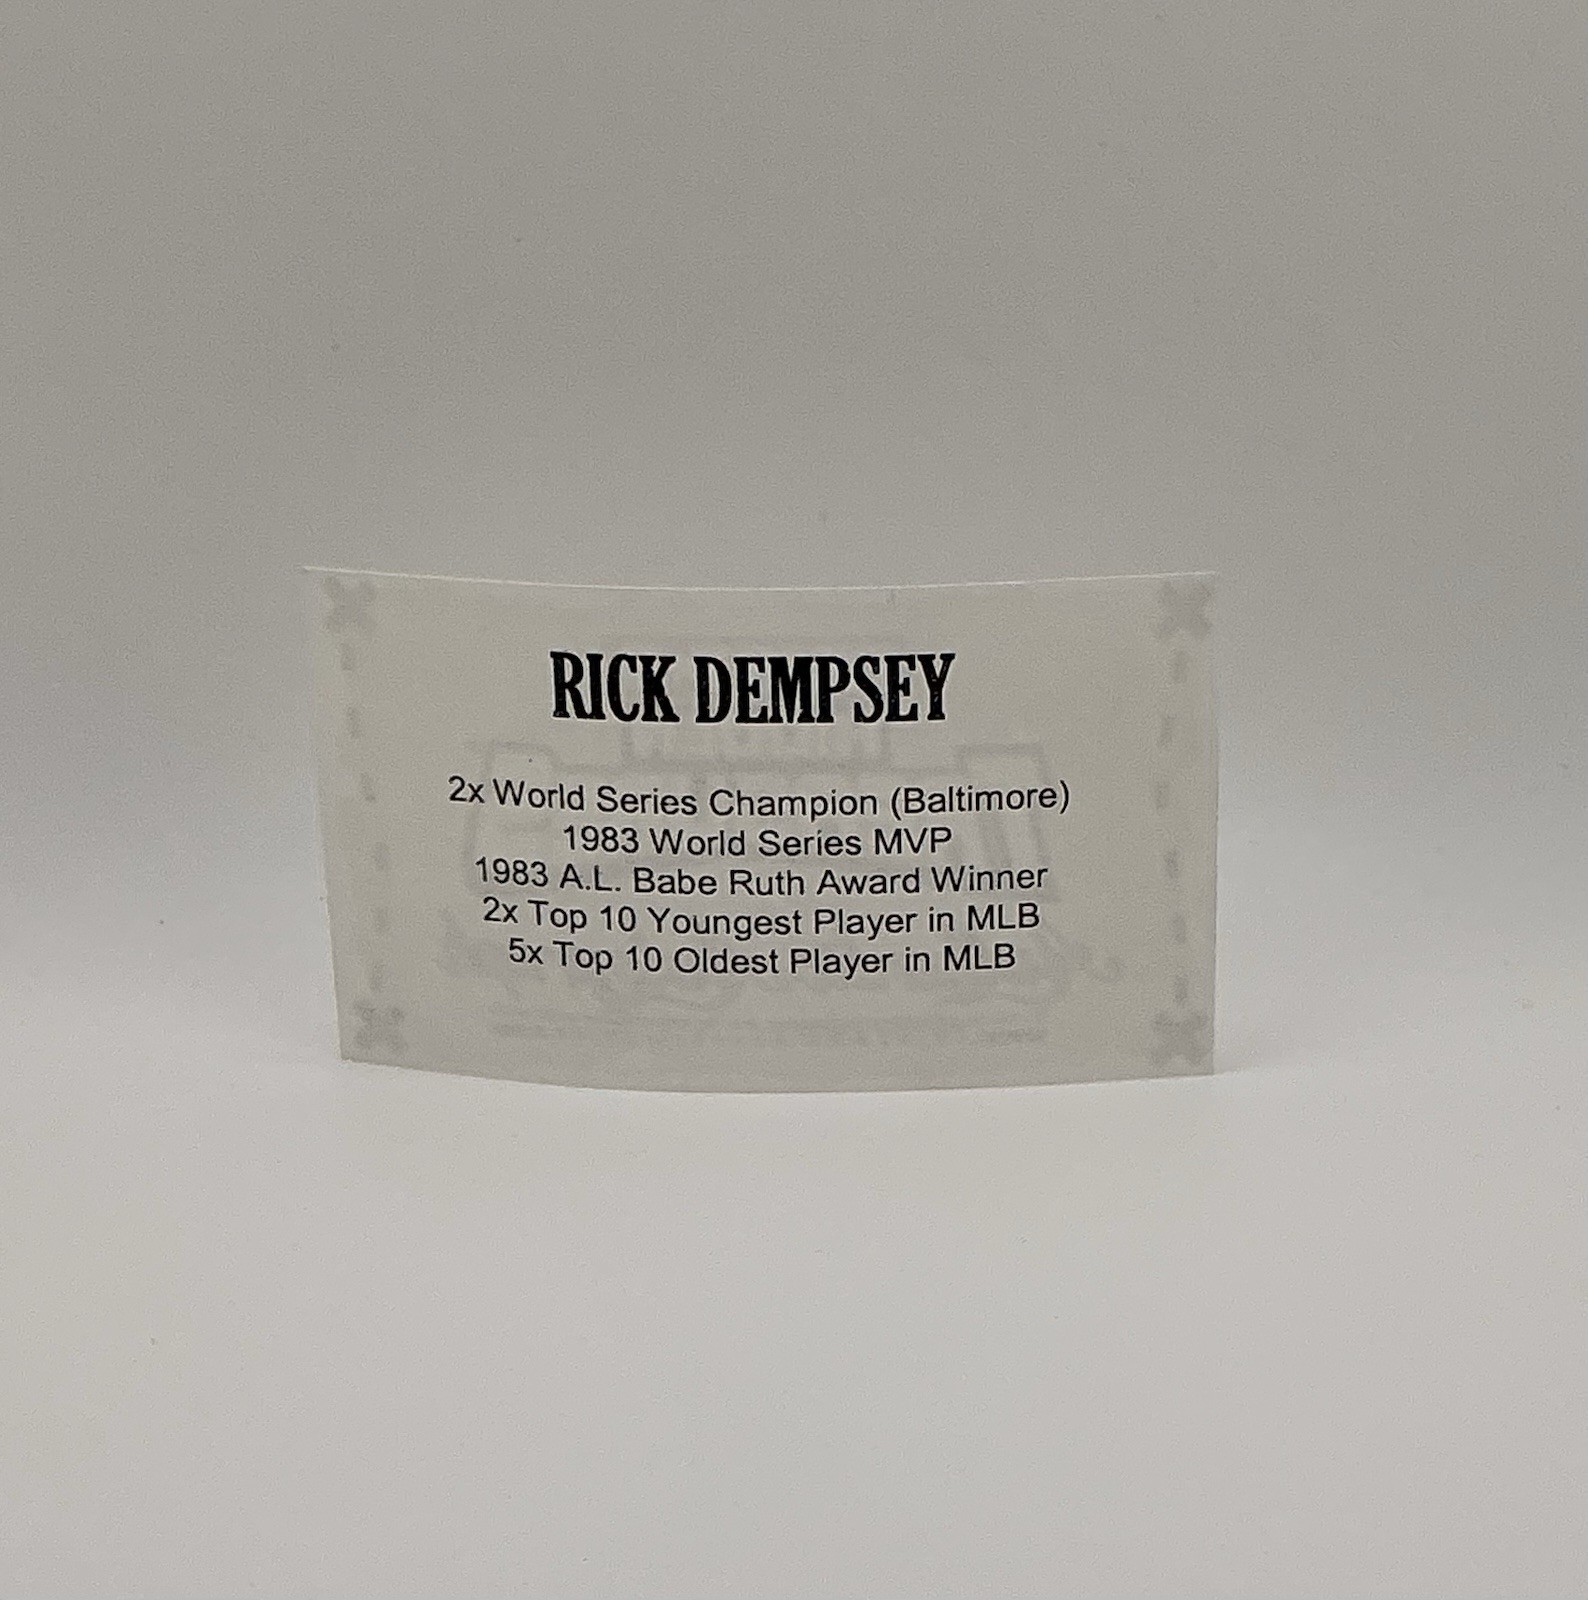 RICK DEMPSEY
2x World Series Champion (Baltimore)
1983 World Series MVP
1983 A.L. Babe Ruth Award Winner
2x Top 10 Youngest Player in MLB
5x Top 10 Oldest Player in MLB